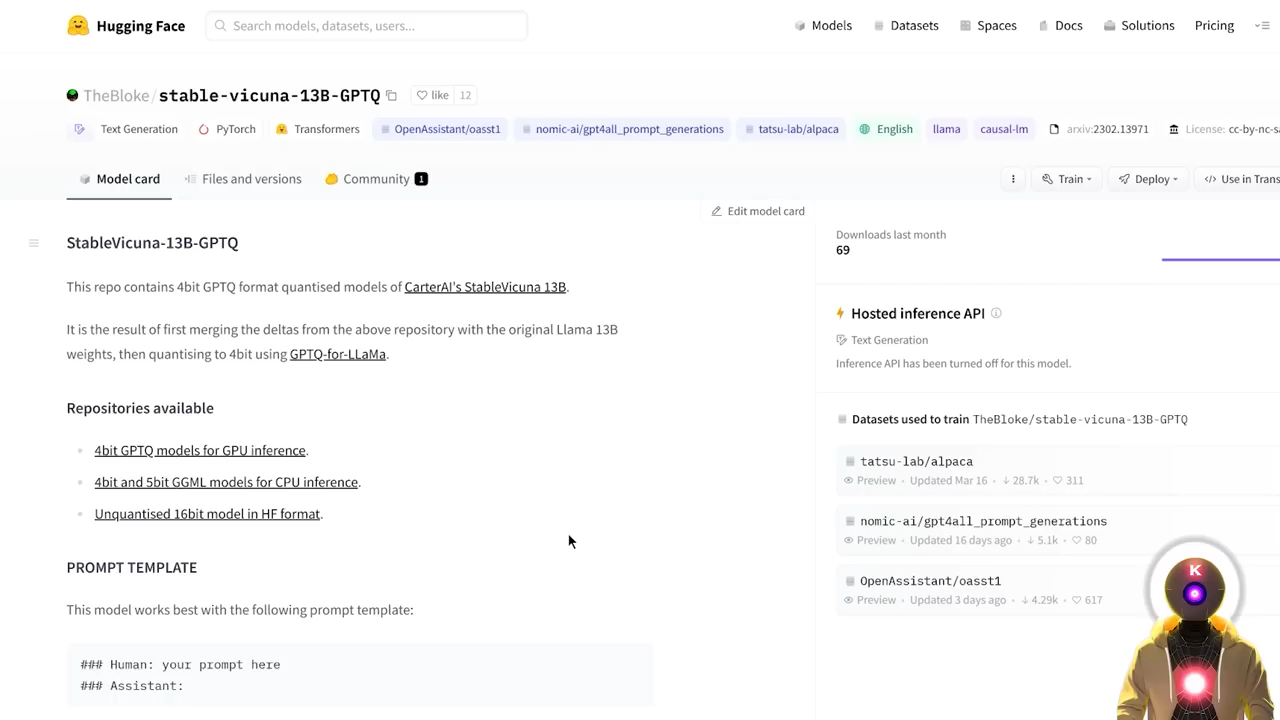 Hugging Face
Search models, datasets, users...
Models
Datasets
Spaces
Docs
Solutions
Pricing
TheBloke/stable-vicuna-13B-GPTQ
like 12
Text Generation
PyTorch
Transformers
OpenAssistant/oasst1
nomic-ai/gpt4all_prompt_generations
tatsu-lab/alpaca
English
llama
causal-lm
arxiv:2302.13971
License: cc-by-nc-sa
Model card
Files and versions
Community 1
Train
Deploy
Use in Trans
Edit model card
StableVicuna-13B-GPTQ
This repo contains 4bit GPTQ format quantised models of CarterAI's StableVicuna 13B.
It is the result of first merging the deltas from the above repository with the original Llama 13B
weights, then quantising to 4bit using GPTQ-for-LLaMa.
Repositories available
4bit GPTQ models for GPU inference.
4bit and 5bit GGML models for CPU inference.
Unquantised 16bit model in HF format.
PROMPT TEMPLATE
This model works best with the following prompt template:
### Human: your prompt here
### Assistant:
Downloads last month
69
Hosted inference API
Text Generation
Inference API has been turned off for this model.
Datasets used to train TheBloke/stable-vicuna-13B-GPTQ
tatsu-lab/alpaca
Preview • Updated Mar 16 • 28.7k • 311
nomic-ai/gpt4all_prompt_generations
Preview • Updated 16 days ago • 5.1k • 80
OpenAssistant/oasst1
Preview • Updated 3 days ago • 4.29k • 617
K